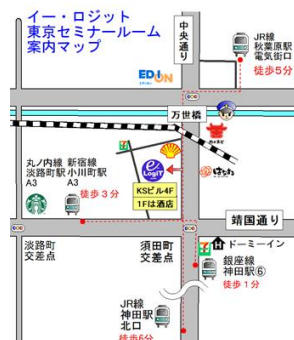 イー・ロジット
東京セミナールーム
案内マップ
中央通り
JR線
秋葉原駅
電気街口
徒歩5分
EDION
万世橋
丸ノ内線
淡路町駅
A3
新宿線
小川町駅
A3
徒歩3分
e-LogiT
KSビル4F
1Fは酒店
靖国通り
淡路町
交差点
須田町
交差点
ドーミーイン
銀座線
神田駅⑥
徒歩1分
JR線
神田駅
北口
徒歩6分